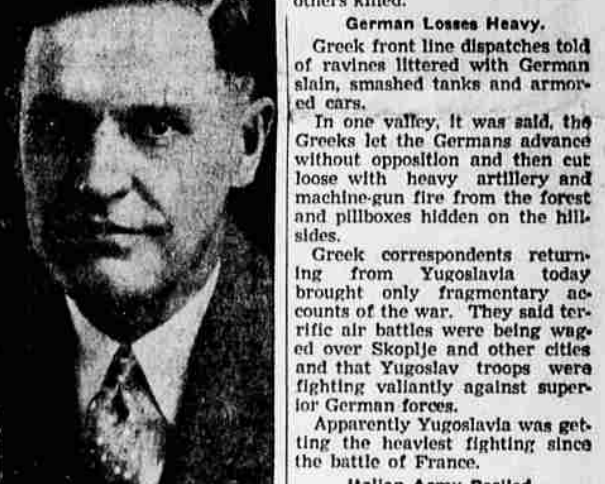 others killed.
German Losses Heavy.
Greek front line dispatches told
of ravines littered with German
slain, smashed tanks and armor-
ed cars.
In one valley, it was said, the
Greeks let the Germans advance
without opposition and then cut
loose with heavy artillery and
machine-gun fire from the forest
and pillboxes hidden on the hill-
sides.
Greek correspondents return-
ing from Yugoslavia today
brought only fragmentary ac-
counts of the war. They said ter-
rific air battles were being wag-
ed over Skoplje and other cities
and that Yugoslav troops were
fighting valiantly against super-
ior German forces.
Apparently Yugoslavia was get-
ting the heaviest fighting since
the battle of France.
Italian Army